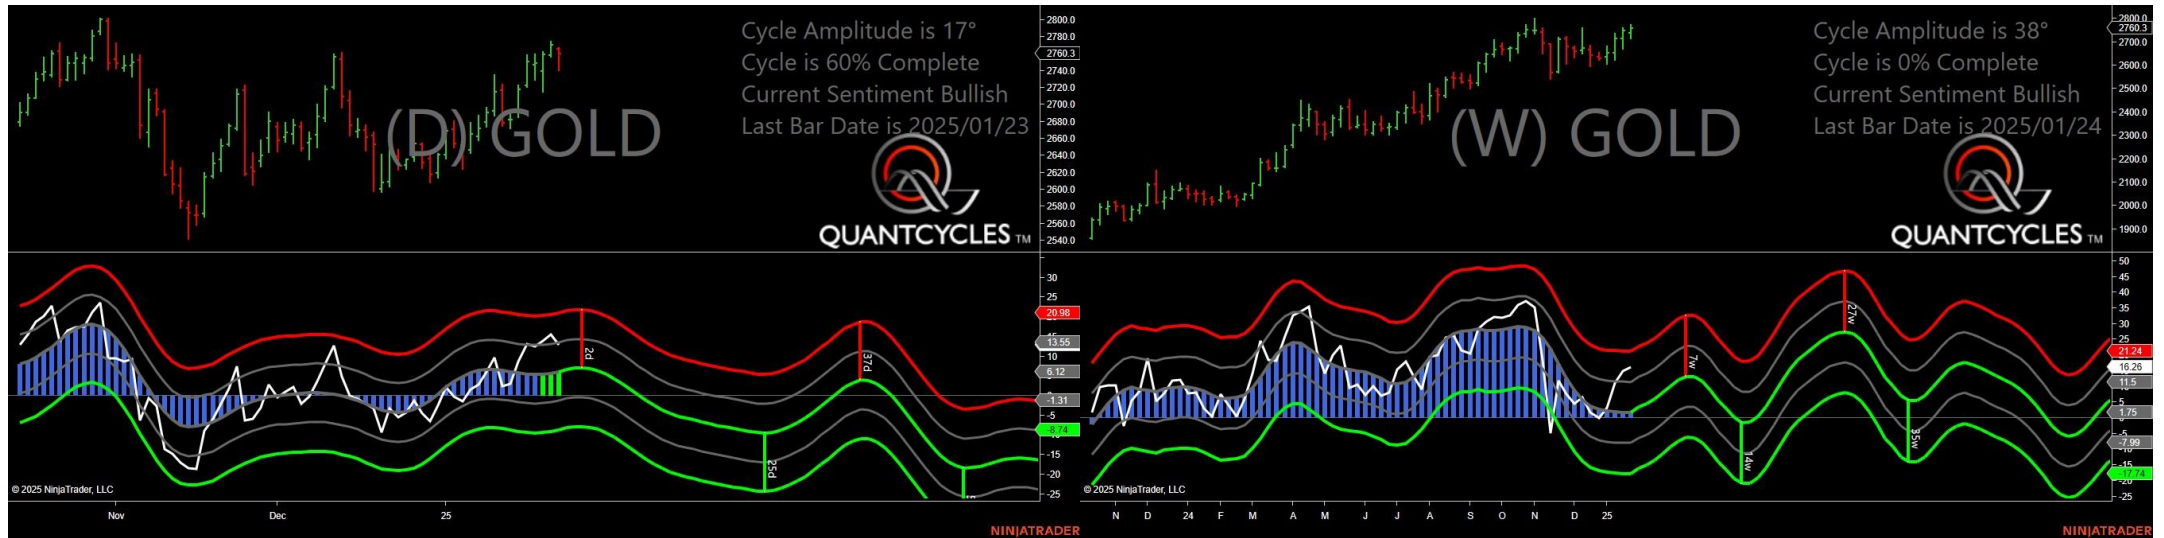 Cycle Amplitude is 17°
Cycle is 60% Complete
Current Sentiment Bullish
Last Bar Date is 2025/01/23
(D) GOLD
QUANTCYCLES TM
2800.0
2780.0
2760.3
2740.0
2720.0
2700.0
2680.0
2660.0
2640.0
2620.0
2600.0
2580.0
2560.0
2540.0
30
25
20.98
13.55
10
6.12
-1.31
-5
-8.74
-15
-20
-25
2d
25d
37d
© 2025 NinjaTrader, LLC
Nov
Dec
25
NINJATRADER
Cycle Amplitude is 38°
Cycle is 0% Complete
Current Sentiment Bullish
Last Bar Date is 2025/01/24
(W) GOLD
QUANTCYCLES TM
2800.0
2760.3
2700.0
2600.0
2500.0
2400.0
2300.0
2200.0
2100.0
2000.0
1900.0
50
45
40
35
30
25
21.24
16.26
11.5
5
1.75
-7.99
-17.74
-25
7w
14w
27w
35w
© 2025 NinjaTrader, LLC
N D 24 F M A M J J A S O N D 25
NINJATRADER